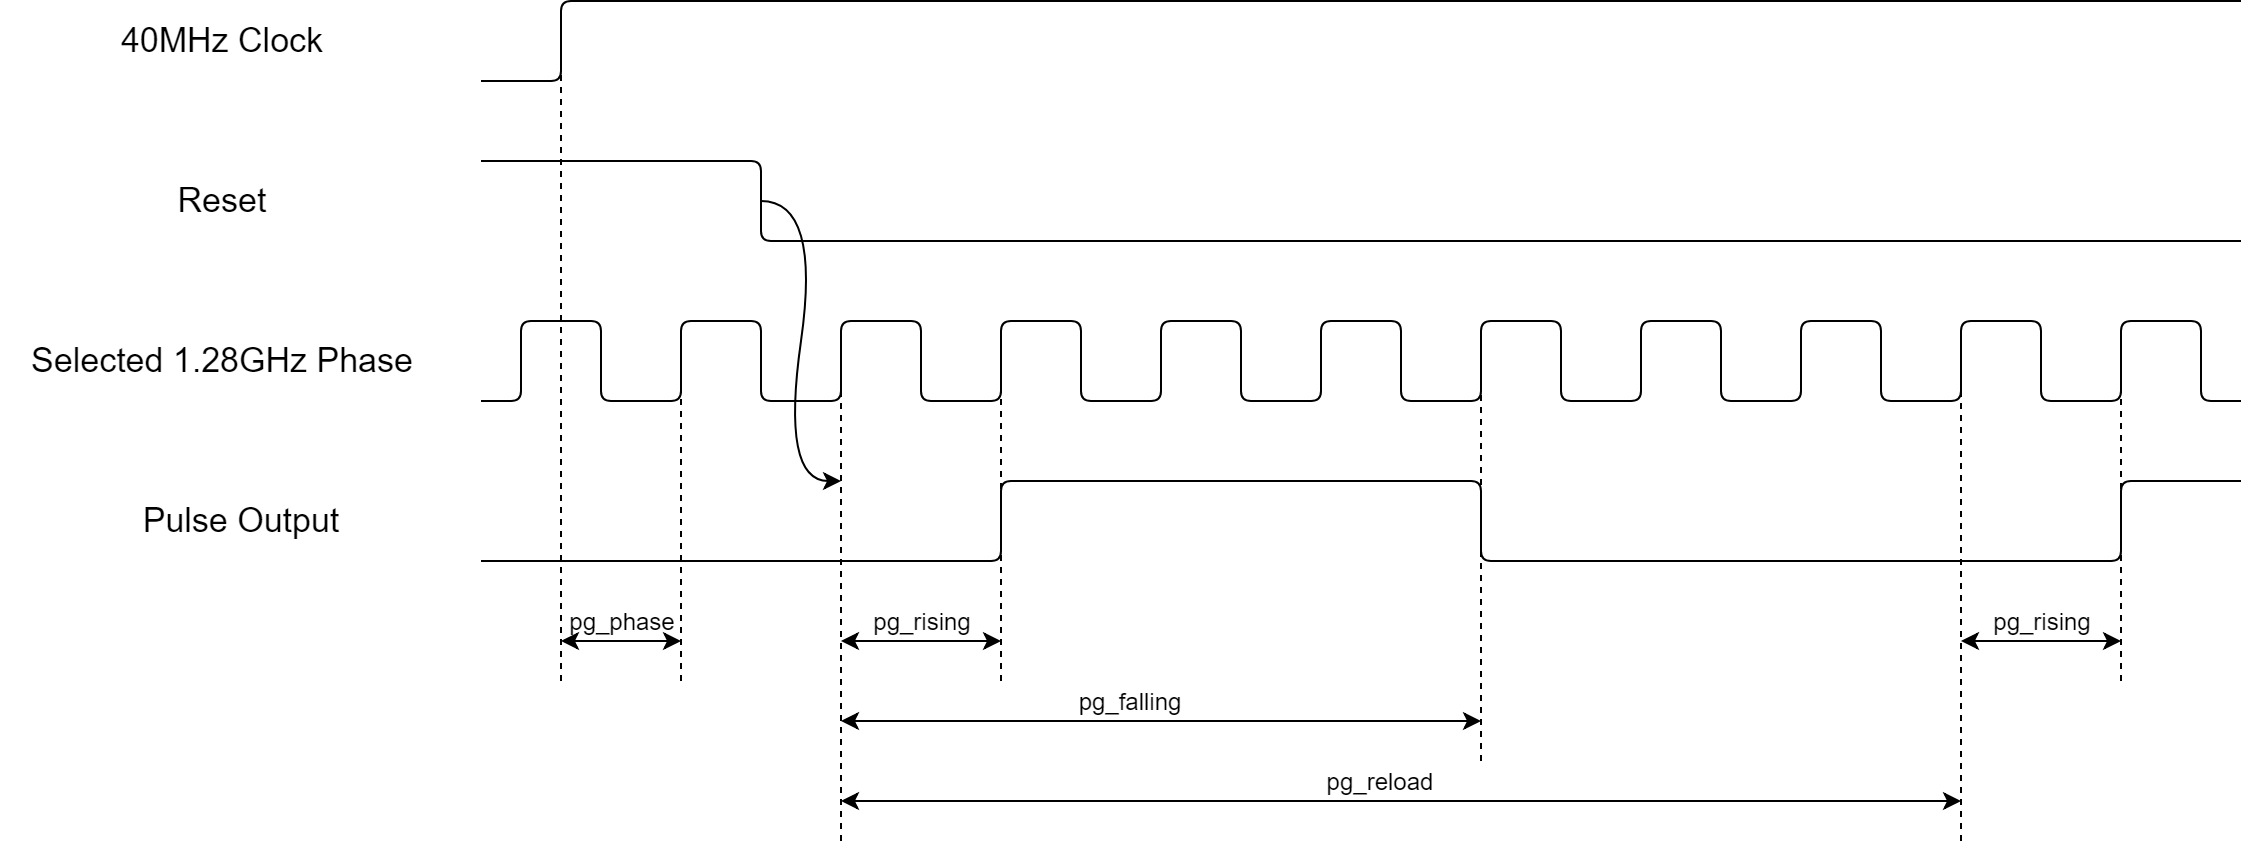 40MHz Clock
Reset
Selected 1.28GHz Phase
Pulse Output
pg_phase
pg_rising
pg_rising
pg_falling
pg_reload